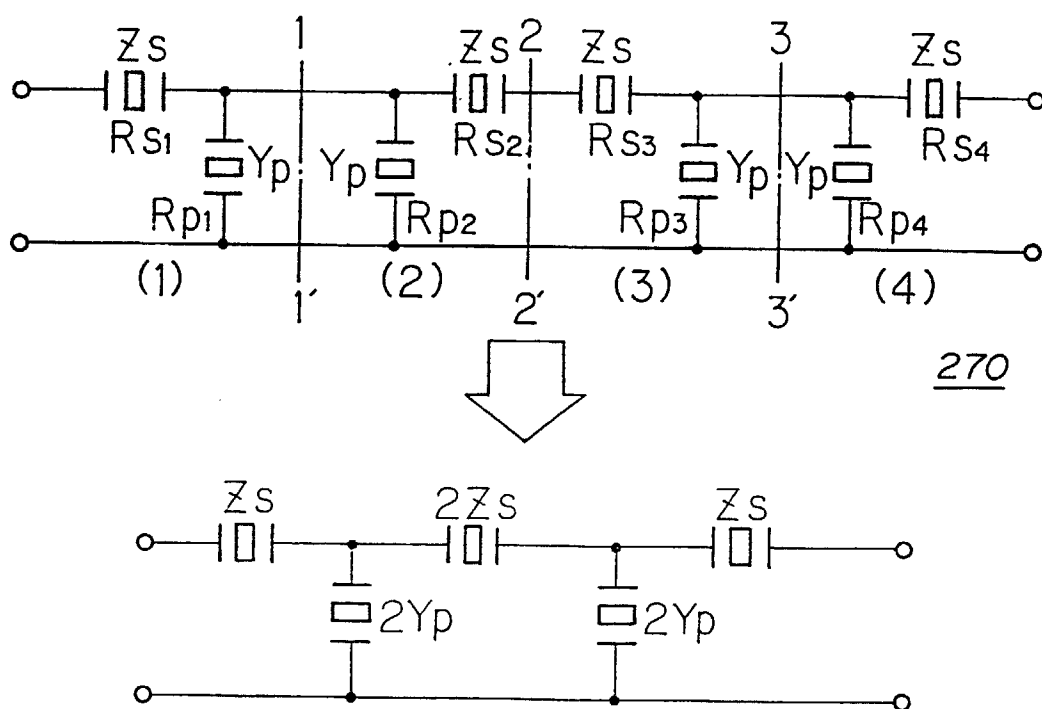 1 2 3
Zs Zs Zs Zs
Rs1 Rs2 Rs3 Rs4
Yp Yp Yp Yp
Rp1 Rp2 Rp3 Rp4
(1) (2) (3) (4)
1′ 2′ 3′
270
Zs 2Zs Zs
2Yp 2Yp